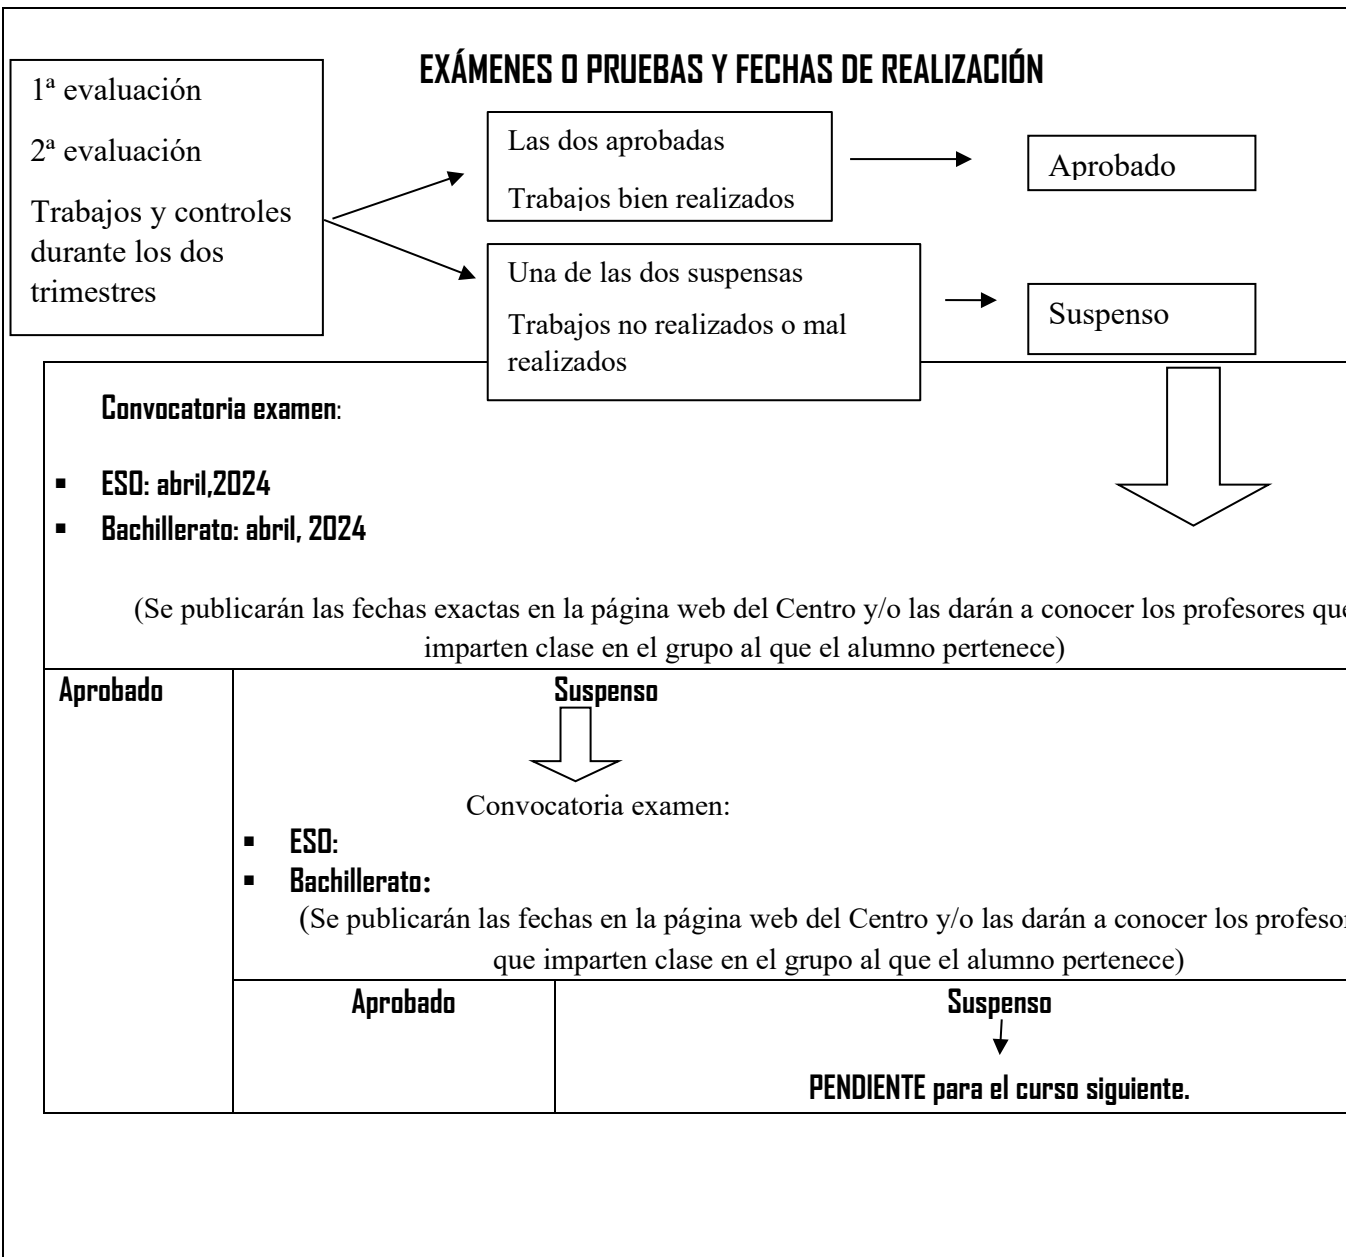 EXÁMENES O PRUEBAS Y FECHAS DE REALIZACIÓN
1ª evaluación
2ª evaluación
Trabajos y controles
durante los dos
trimestres
Las dos aprobadas
Trabajos bien realizados
Aprobado
Una de las dos suspensas
Trabajos no realizados o mal
realizados
Suspenso
Convocatoria examen:
▪ ESO: abril,2024
▪ Bachillerato: abril, 2024
(Se publicarán las fechas exactas en la página web del Centro y/o las darán a conocer los profesores que
imparten clase en el grupo al que el alumno pertenece)
Aprobado
Suspenso
Convocatoria examen:
▪ ESO:
▪ Bachillerato:
(Se publicarán las fechas en la página web del Centro y/o las darán a conocer los
que imparten clase en el grupo al que el alumno pertenece)
Aprobado
Suspenso
PENDIENTE para el curso siguiente.